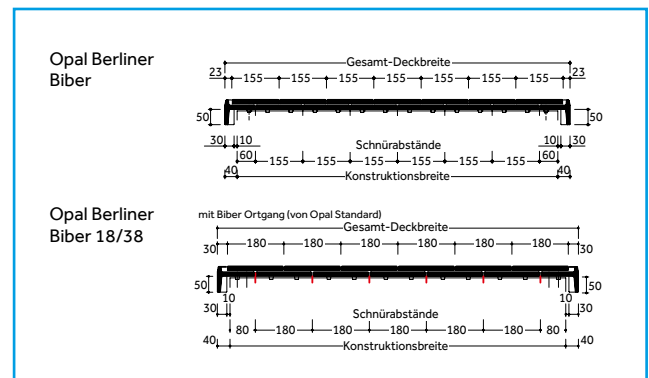 Opal Berliner
Biber
Gesamt-Deckbreite
23 155 155 155 155 155 155 155 23
50 50
30 10 Schnürabstände 10 30
60 155 155 155 155 155 155 60
40 Konstruktionsbreite 40
Opal Berliner
Biber 18/38
mit Biber Ortgang (von Opal Standard)
Gesamt-Deckbreite
30 180 180 180 180 180 180 30
50 50
10 10
30 Schnürabstände 30
80 180 180 180 180 180 80
40 Konstruktionsbreite 40